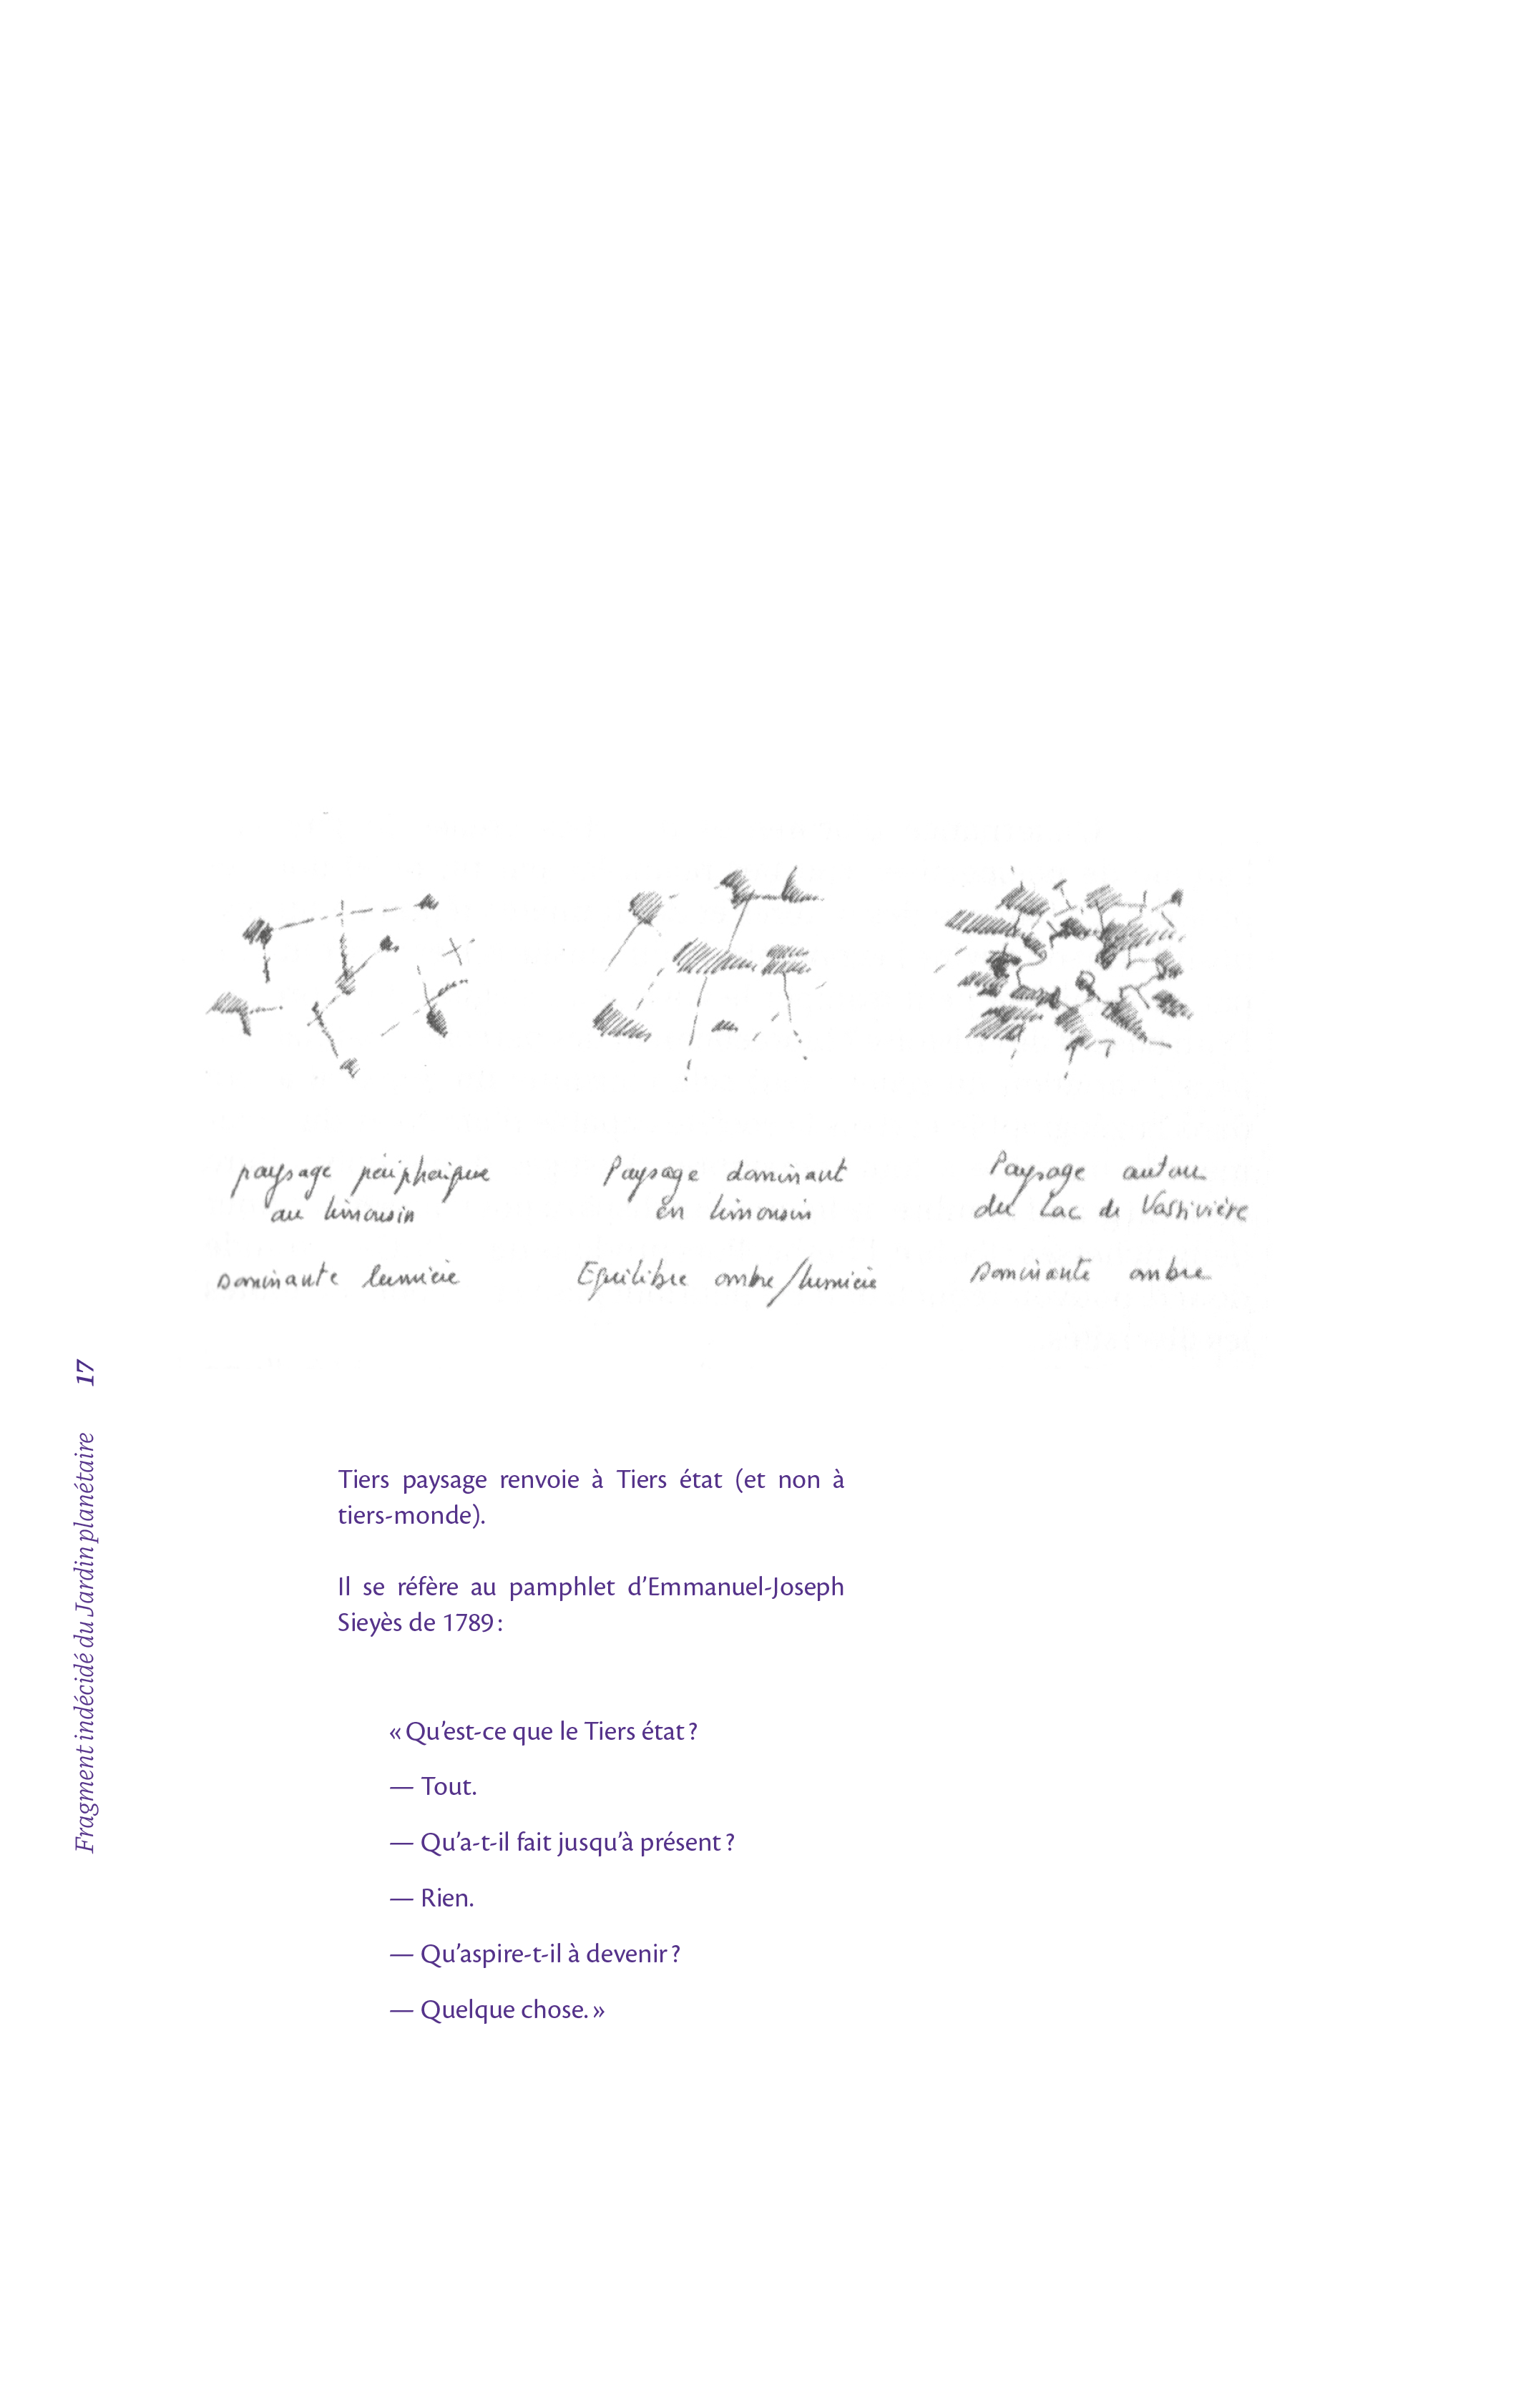 paysage périphérique
au limousin
Dominante lumière
Paysage dominant
en limousin
Equilibre ombre/lumière
Paysage autour
du Lac de Vassivière
Dominante ombre
Fragment indécidé du Jardin planétaire 17
Tiers paysage renvoie à Tiers état (et non à
tiers-monde).
Il se réfère au pamphlet d’Emmanuel-Joseph
Sieyès de 1789 :
« Qu’est-ce que le Tiers état ?
— Tout.
— Qu’a-t-il fait jusqu’à présent ?
— Rien.
— Qu’aspire-t-il à devenir ?
— Quelque chose. »